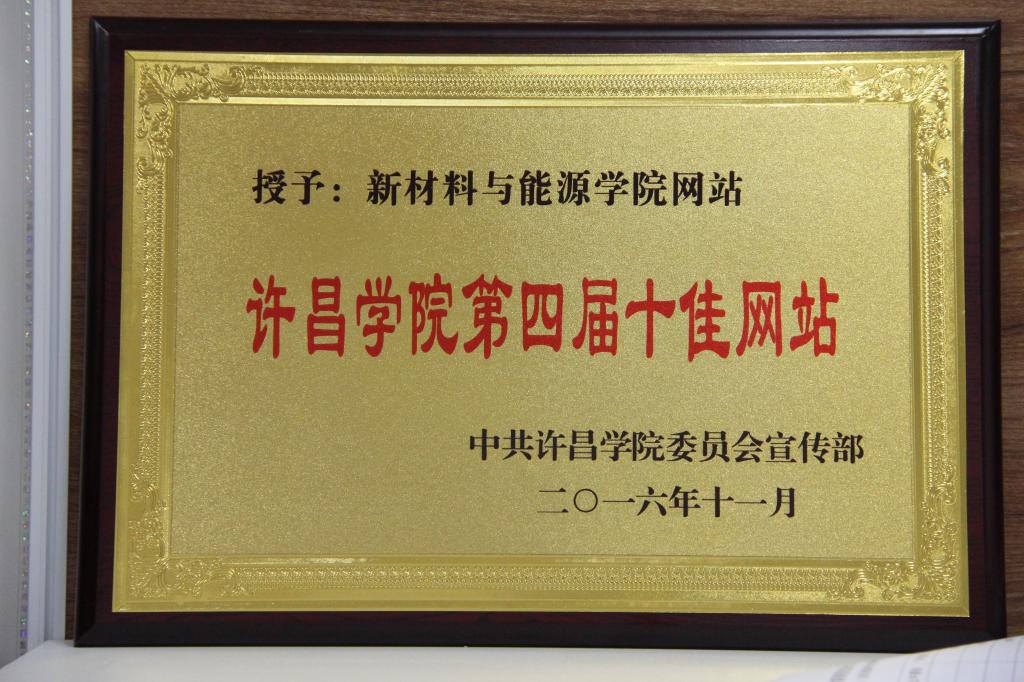 授予：新材料与能源学院网站
许昌学院第四届十佳网站
中共许昌学院委员会宣传部
二〇一六年十一月